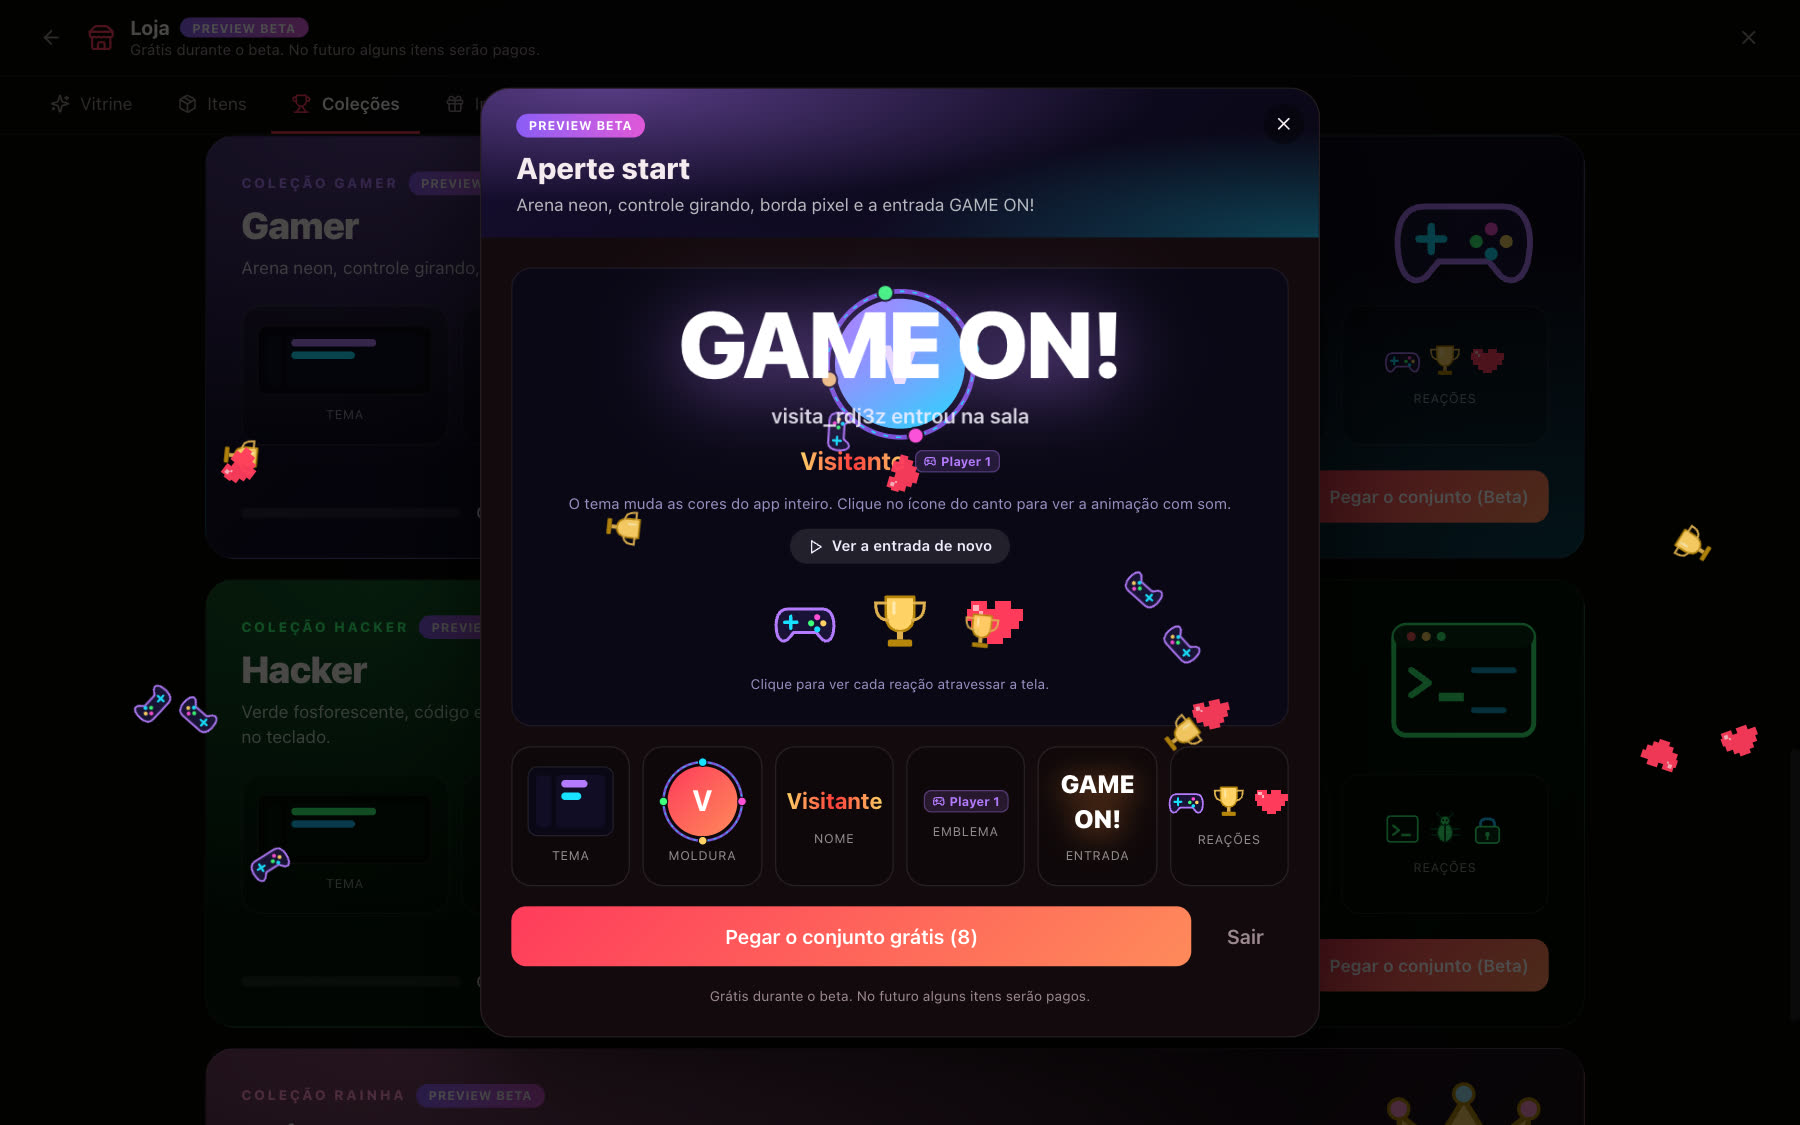 Loja PREVIEW BETA
Grátis durante o beta. No futuro alguns itens serão pagos.
Vitrine
Itens
Coleções
COLEÇÃO GAMER
Gamer
Arena neon, controle girando,
TEMA
REAÇÕES
Pegar o conjunto (Beta)
COLEÇÃO HACKER
Hacker
Verde fosforescente, código e
no teclado.
TEMA
REAÇÕES
Pegar o conjunto (Beta)
COLEÇÃO RAINHA PREVIEW BETA
PREVIEW BETA
Aperte start
Arena neon, controle girando, borda pixel e a entrada GAME ON!
GAME ON!
visita_rdj3z entrou na sala
Visitante Player 1
O tema muda as cores do app inteiro. Clique no ícone do canto para ver a animação com som.
Ver a entrada de novo
Clique para ver cada reação atravessar a tela.
TEMA
V
MOLDURA
Visitante
NOME
Player 1
EMBLEMA
GAME
ON!
ENTRADA
REAÇÕES
Pegar o conjunto grátis (8)
Sair
Grátis durante o beta. No futuro alguns itens serão pagos.